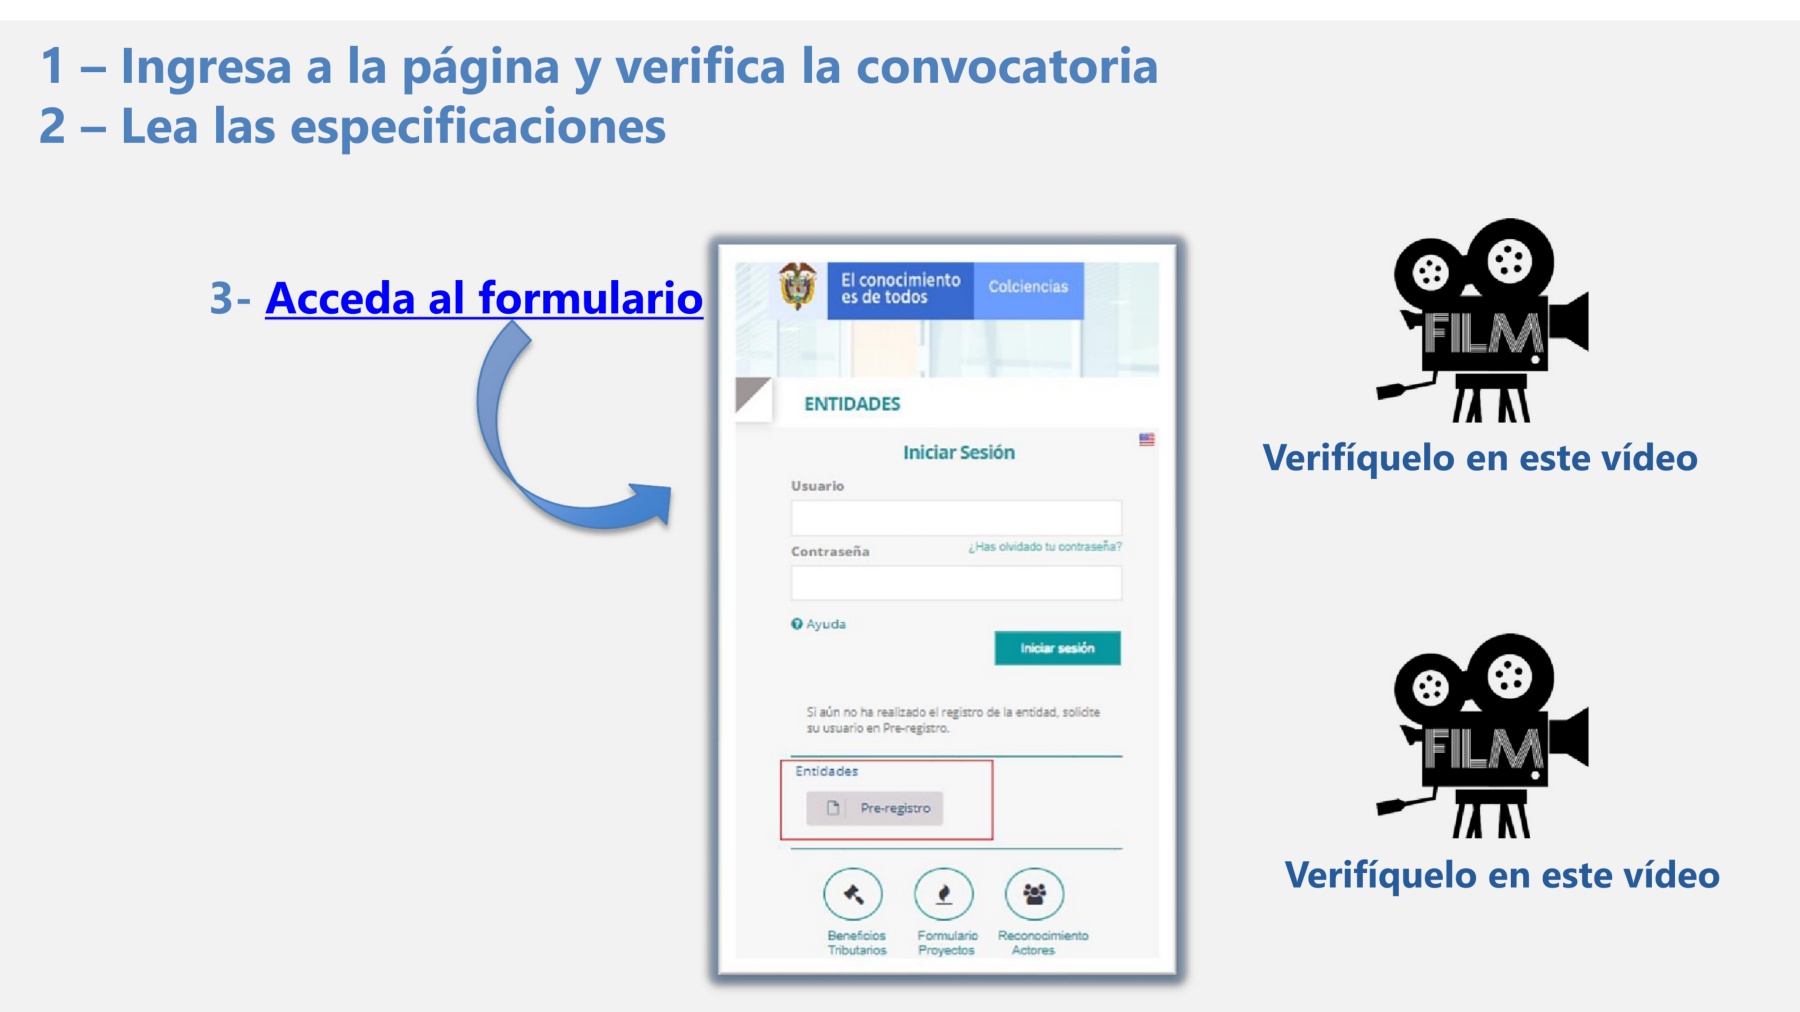 1 – Ingresa a la página y verifica la convocatoria
2 – Lea las especificaciones
3- Acceda al formulario
El conocimiento
es de todos
Colciencias
ENTIDADES
Iniciar Sesión
Usuario
Contraseña
¿Has olvidado tu contraseña?
Ayuda
Iniciar sesión
Si aún no ha realizado el registro de la entidad, solicite
su usuario en Pre-registro.
Entidades
Pre-registro
Beneficios
Tributarios
Formulario
Proyectos
Reconocimiento
Actores
FILM
Verifíquelo en este vídeo
FILM
Verifíquelo en este vídeo